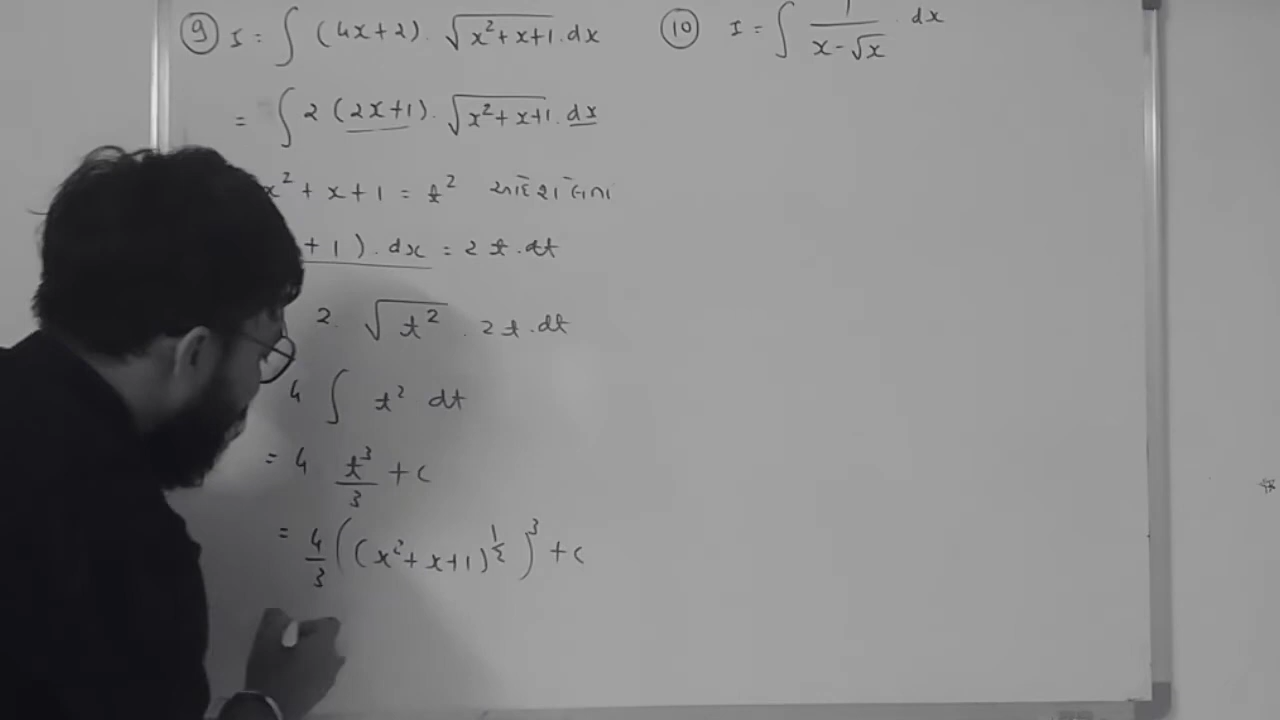 9 I = ∫ (4x+2) . √x²+x+1 . dx
= ∫ 2 (2x+1) . √x²+x+1 . dx
x² + x + 1 = t² આદેશ લેતા
+ 1 ) . dx = 2 t . dt
2 . √t² . 2 t . dt
4 ∫ t² dt
= 4 t³/3 + c
= 4/3 ((x²+x+1)^1/2)³ + c
10 I = ∫ 1/(x-√x) . dx